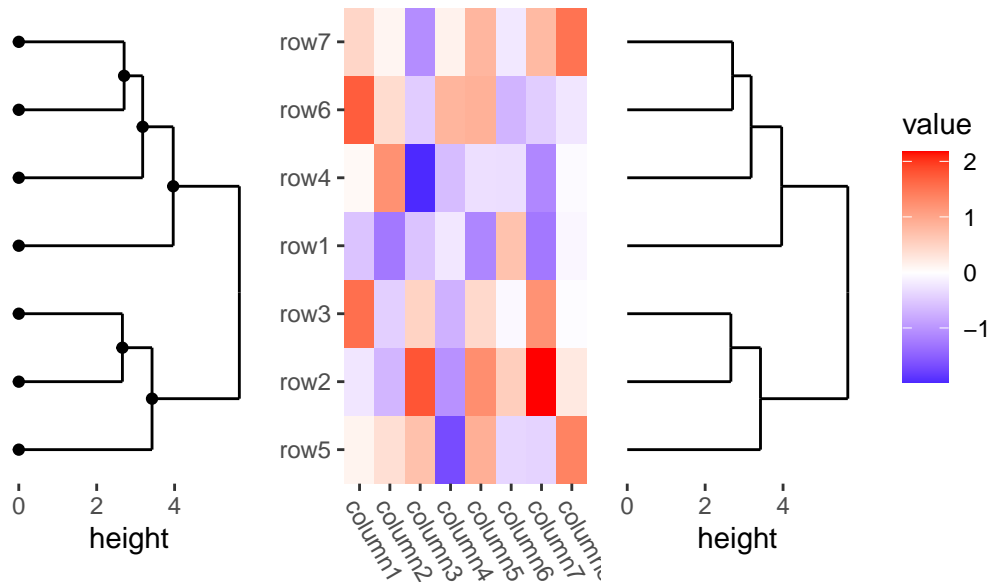 row7
row6
row4
row1
row3
row2
row5
0 2 4
height
column1
column2
column3
column4
column5
column6
column7
0 2 4
height
value
2
1
0
−1